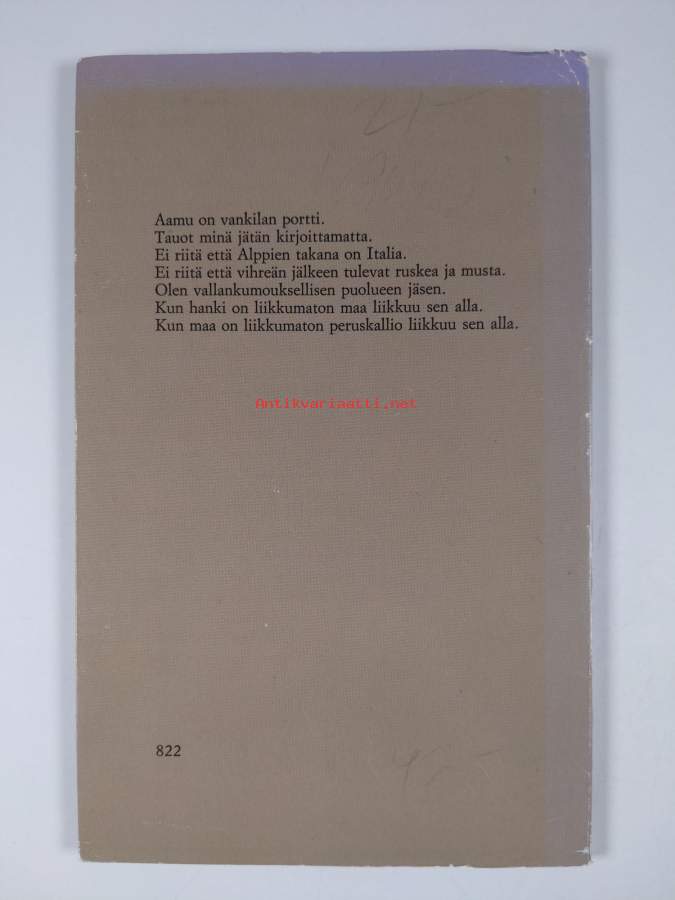 Aamu on vankilan portti.
Tauot minä jätän kirjoittamatta.
Ei riitä että Alppien takana on Italia.
Ei riitä että vihreän jälkeen tulevat ruskea ja musta.
Olen vallankumouksellisen puolueen jäsen.
Kun hanki on liikkumaton maa liikkuu sen alla.
Kun maa on liikkumaton peruskallio liikkuu sen alla.
Antikvariaatti.net
822